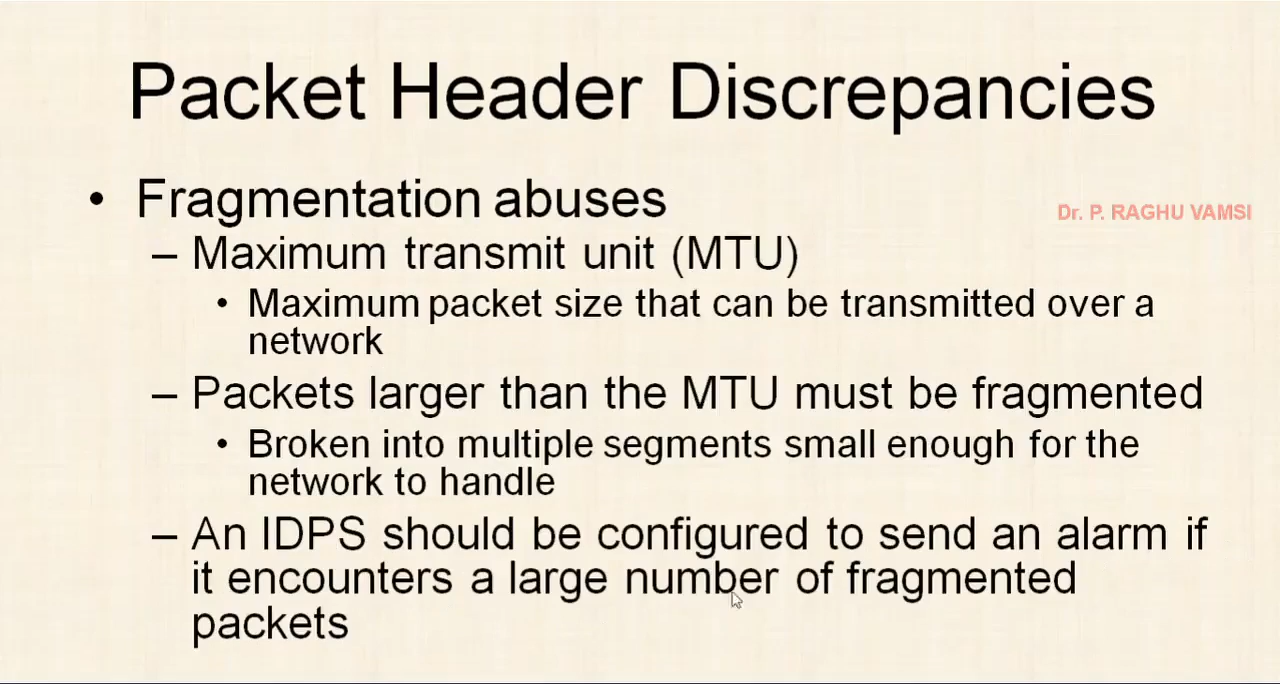 Packet Header Discrepancies
• Fragmentation abuses
Dr. P. RAGHU VAMSI
– Maximum transmit unit (MTU)
• Maximum packet size that can be transmitted over a
network
– Packets larger than the MTU must be fragmented
• Broken into multiple segments small enough for the
network to handle
– An IDPS should be configured to send an alarm if
it encounters a large number of fragmented
packets